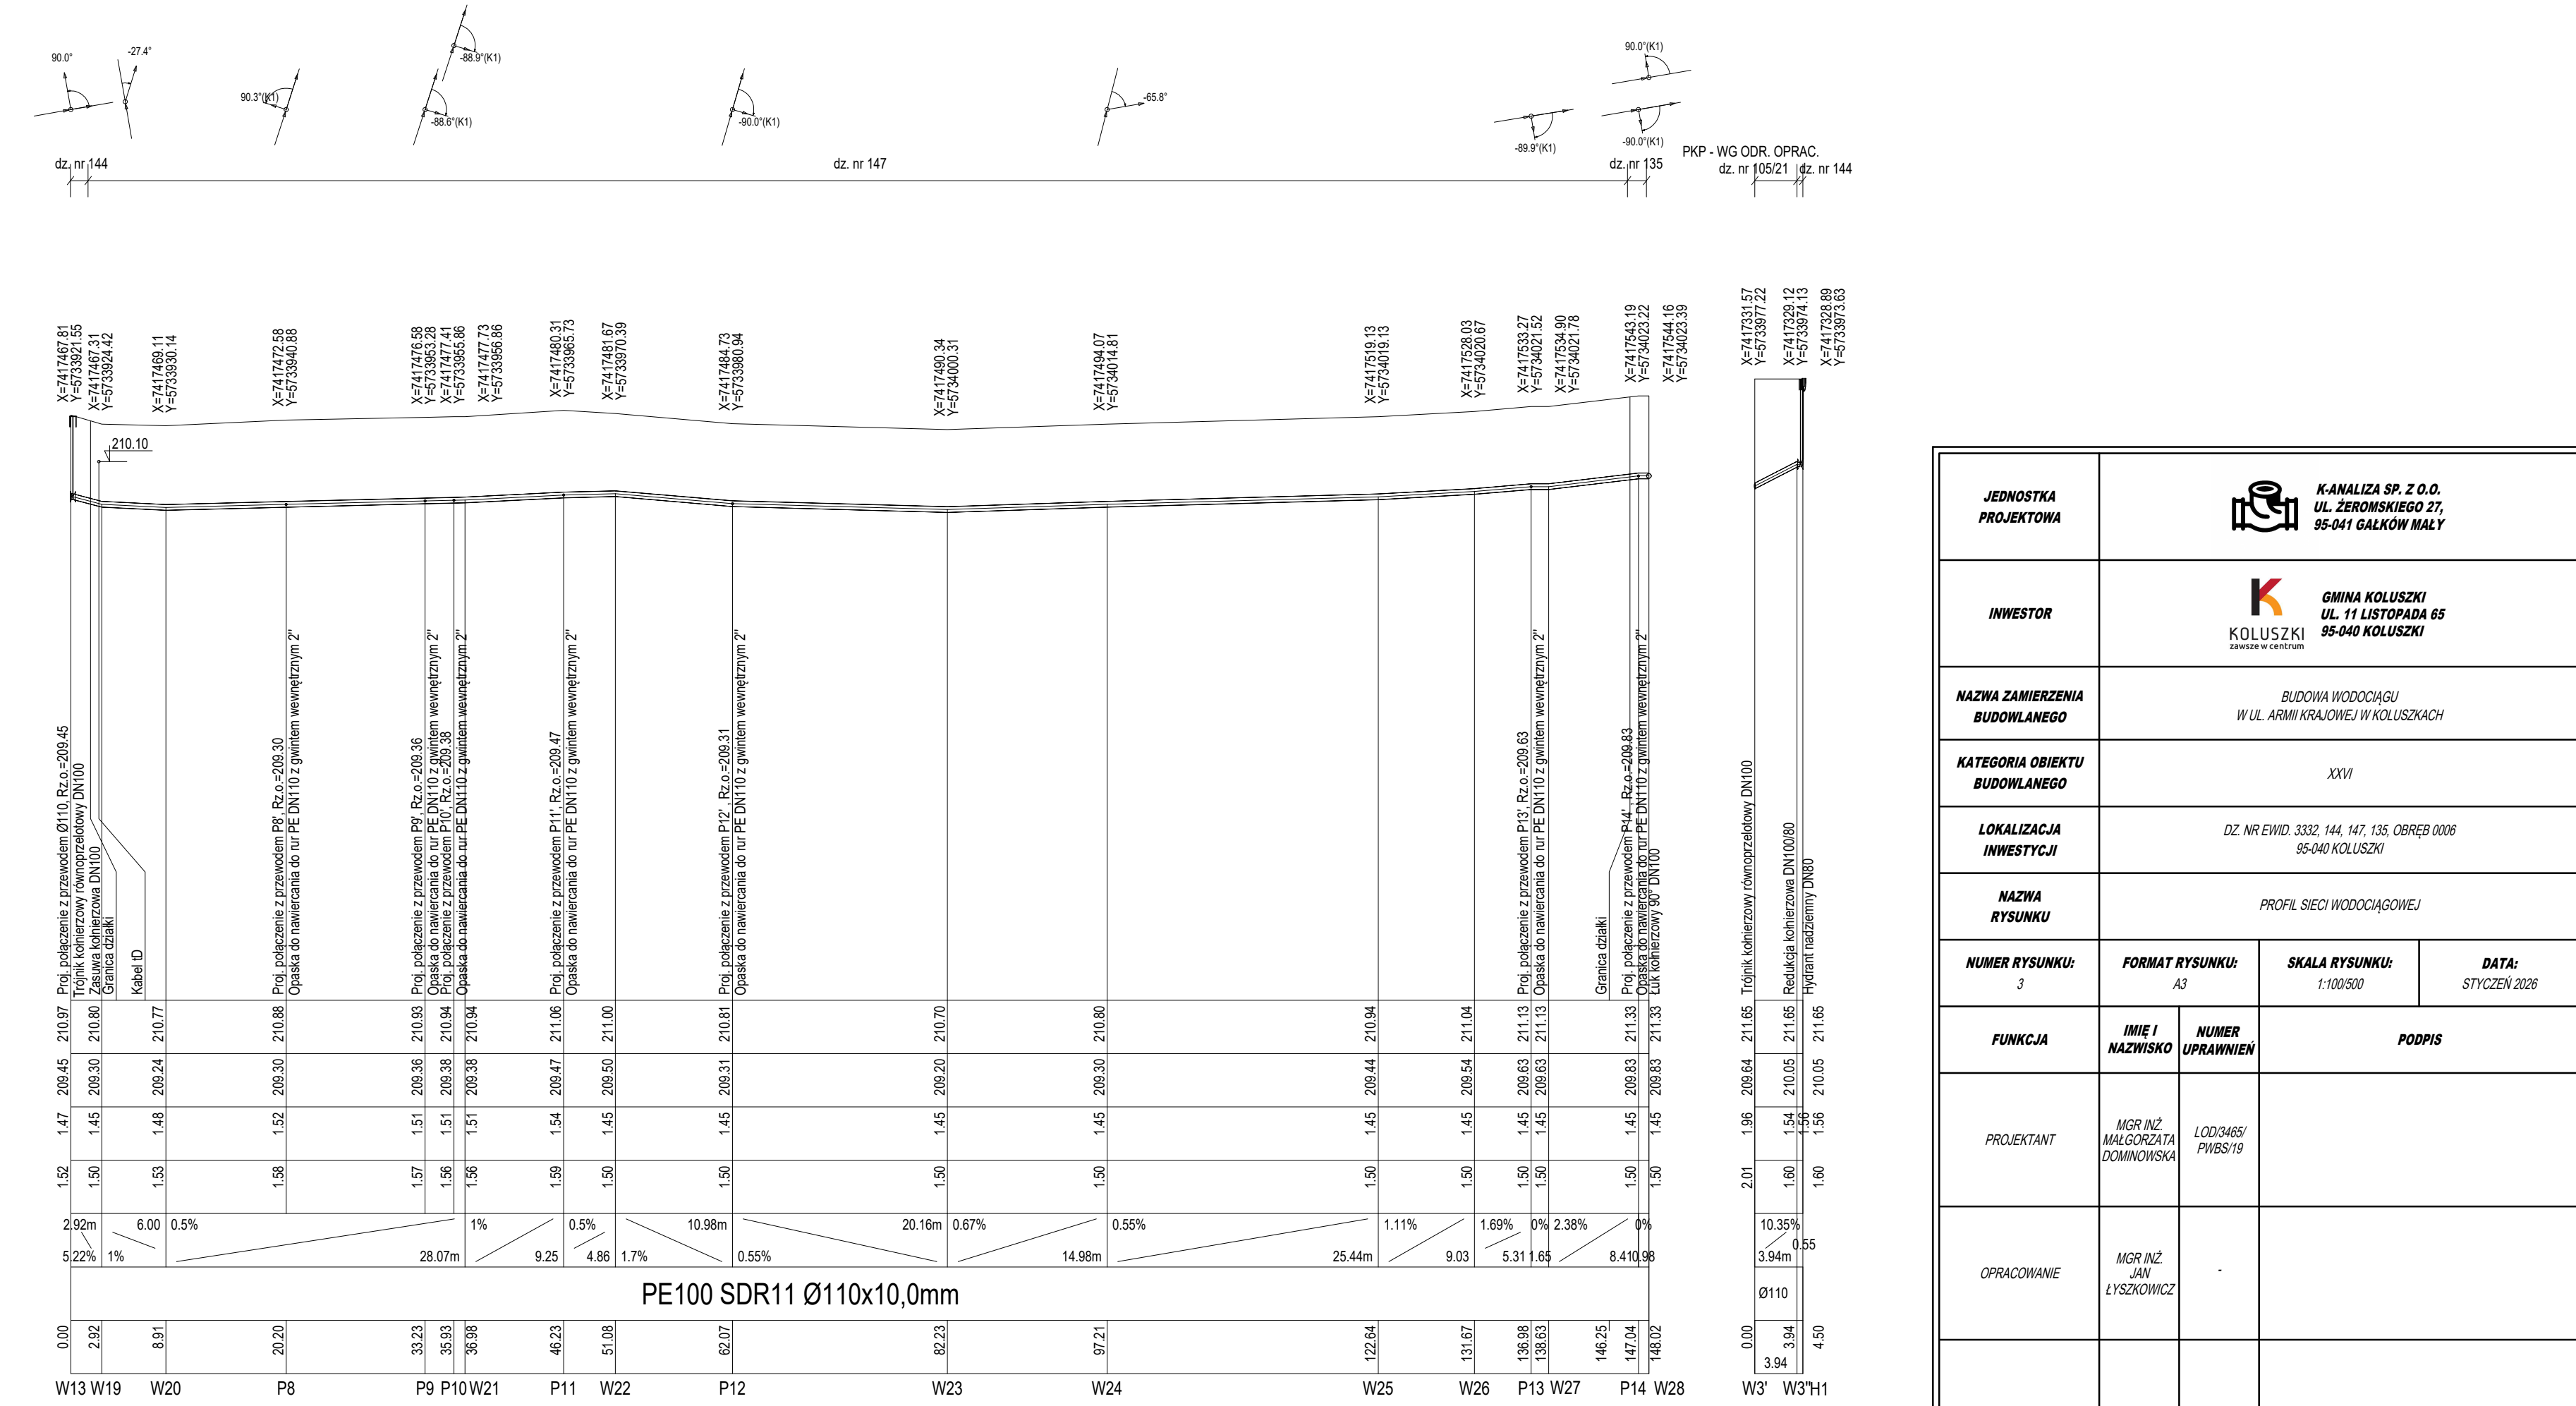 90.0°
-27.4°
90.3°(K1)
-88.9°(K1)
-88.6°(K1)
-90.0°(K1)
-65.8°
-89.9°(K1)
90.0°(K1)
-90.0°(K1)
PKP - WG ODR. OPRAC.
dz. nr 144
dz. nr 147
dz. nr 135
dz. nr 105/21
dz. nr 144
X=7417467.81
Y=5733921.55
X=7417467.31
Y=5733924.42
X=7417469.11
Y=5733930.14
X=7417472.58
Y=5733940.88
X=7417476.58
Y=5733953.28
X=7417477.41
Y=5733955.86
X=7417477.73
Y=5733956.86
X=7417480.31
Y=5733965.73
X=7417481.67
Y=5733970.39
X=7417484.73
Y=5733980.94
X=7417490.34
Y=5734000.31
X=7417494.07
Y=5734014.81
X=7417519.13
Y=5734019.13
X=7417528.03
Y=5734020.67
X=7417533.27
Y=5734021.52
X=7417534.90
Y=5734021.78
X=7417543.19
Y=5734023.22
X=7417544.16
Y=5734023.39
X=7417331.57
Y=5733977.22
X=7417329.12
Y=5733974.13
X=7417328.89
Y=5733973.63
210.10
Proj. połączenie z przewodem Ø110, Rz.o.=209.45
Trójnik kołnierzowy równoprzelotowy DN100
Zasuwa kołnierzowa DN100
Granica działki
Kabel tD
Proj. połączenie z przewodem P8', Rz.o.=209.30
Opaska do nawiercania do rur PE DN110 z gwintem wewnętrznym 2"
Proj. połączenie z przewodem P9', Rz.o.=209.36
Opaska do nawiercania do rur PE DN110 z gwintem wewnętrznym 2"
Proj. połączenie z przewodem P10', Rz.o.=209.38
Opaska do nawiercania do rur PE DN110 z gwintem wewnętrznym 2"
Proj. połączenie z przewodem P11', Rz.o.=209.47
Opaska do nawiercania do rur PE DN110 z gwintem wewnętrznym 2"
Proj. połączenie z przewodem P12', Rz.o.=209.31
Opaska do nawiercania do rur PE DN110 z gwintem wewnętrznym 2"
Proj. połączenie z przewodem P13', Rz.o.=209.63
Opaska do nawiercania do rur PE DN110 z gwintem wewnętrznym 2"
Granica działki
Proj. połączenie z przewodem P14', Rz.o.=209.83
Opaska do nawiercania do rur PE DN110 z gwintem wewnętrznym 2"
Łuk kołnierzowy 90° DN100
Trójnik kołnierzowy równoprzelotowy DN100
Redukcja kołnierzowa DN100/80
Hydrant nadziemny DN80
210.97 210.80 210.77 210.88 210.93 210.94 210.94 211.06 211.00 210.81 210.70 210.80 210.94 211.04 211.13 211.13 211.33 211.33 211.65 211.65 211.65
209.45 209.30 209.24 209.30 209.36 209.38 209.38 209.47 209.50 209.31 209.20 209.30 209.44 209.54 209.63 209.63 209.83 209.83 209.64 210.05 210.05
1.47 1.45 1.48 1.52 1.51 1.51 1.51 1.54 1.45 1.45 1.45 1.45 1.45 1.45 1.45 1.45 1.45 1.45 1.96 1.54 1.56 1.56
1.52 1.50 1.53 1.58 1.57 1.56 1.56 1.59 1.50 1.50 1.50 1.50 1.50 1.50 1.50 1.50 1.50 1.50 2.01 1.60 1.60
2.92m 6.00 0.5% 1% 0.5% 10.98m 20.16m 0.67% 0.55% 1.11% 1.69% 0% 2.38% 0% 10.35%
0.55
5.22% 1% 28.07m 9.25 4.86 1.7% 0.55% 14.98m 25.44m 9.03 5.31 1.65 8.41 0.98 3.94m
PE100 SDR11 Ø110x10,0mm
Ø110
0.00 2.92 8.91 20.20 33.23 35.93 36.98 46.23 51.08 62.07 82.23 97.21 122.64 131.67 136.98 138.63 146.25 147.04 148.02 0.00 3.94 4.50
3.94
W13 W19 W20 P8 P9 P10 W21 P11 W22 P12 W23 W24 W25 W26 P13 W27 P14 W28 W3' W3" H1
JEDNOSTKA
PROJEKTOWA
K-ANALIZA SP. Z O.O.
UL. ŻEROMSKIEGO 27,
95-041 GAŁKÓW MAŁY
INWESTOR
KOLUSZKI
zawsze w centrum
GMINA KOLUSZKI
UL. 11 LISTOPADA 65
95-040 KOLUSZKI
NAZWA ZAMIERZENIA
BUDOWLANEGO
BUDOWA WODOCIĄGU
W UL. ARMII KRAJOWEJ W KOLUSZKACH
KATEGORIA OBIEKTU
BUDOWLANEGO
XXVI
LOKALIZACJA
INWESTYCJI
DZ. NR EWID. 3332, 144, 147, 135, OBRĘB 0006
95-040 KOLUSZKI
NAZWA
RYSUNKU
PROFIL SIECI WODOCIĄGOWEJ
NUMER RYSUNKU:
3
FORMAT RYSUNKU:
A3
SKALA RYSUNKU:
1:100/500
DATA:
STYCZEŃ 2026
FUNKCJA
IMIĘ I
NAZWISKO
NUMER
UPRAWNIEŃ
PODPIS
PROJEKTANT
MGR INŻ.
MAŁGORZATA
DOMINOWSKA
LOD/3465/
PWBS/19
OPRACOWANIE
MGR INŻ.
JAN
ŁYSZKOWICZ
-